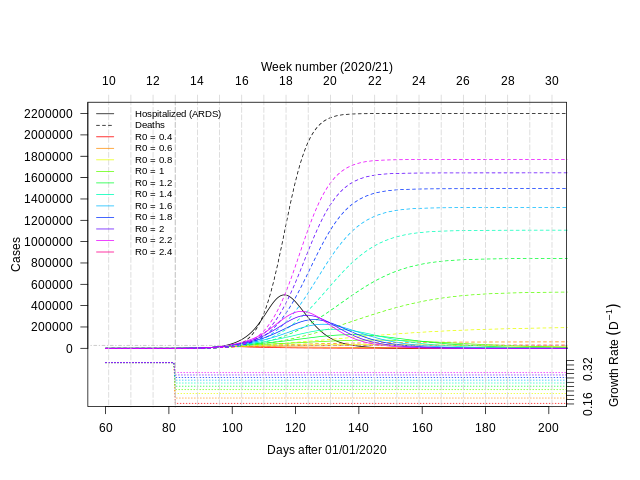 Week number (2020/21)
10 12 14 16 18 20 22 24 26 28 30
2200000
2000000
1800000
1600000
1400000
1200000
1000000
800000
600000
400000
200000
0
Cases
Hospitalized (ARDS)
Deaths
R0 = 0.4
R0 = 0.6
R0 = 0.8
R0 = 1
R0 = 1.2
R0 = 1.4
R0 = 1.6
R0 = 1.8
R0 = 2
R0 = 2.2
R0 = 2.4
0.32
0.16
Growth Rate (D⁻¹)
60 80 100 120 140 160 180 200
Days after 01/01/2020